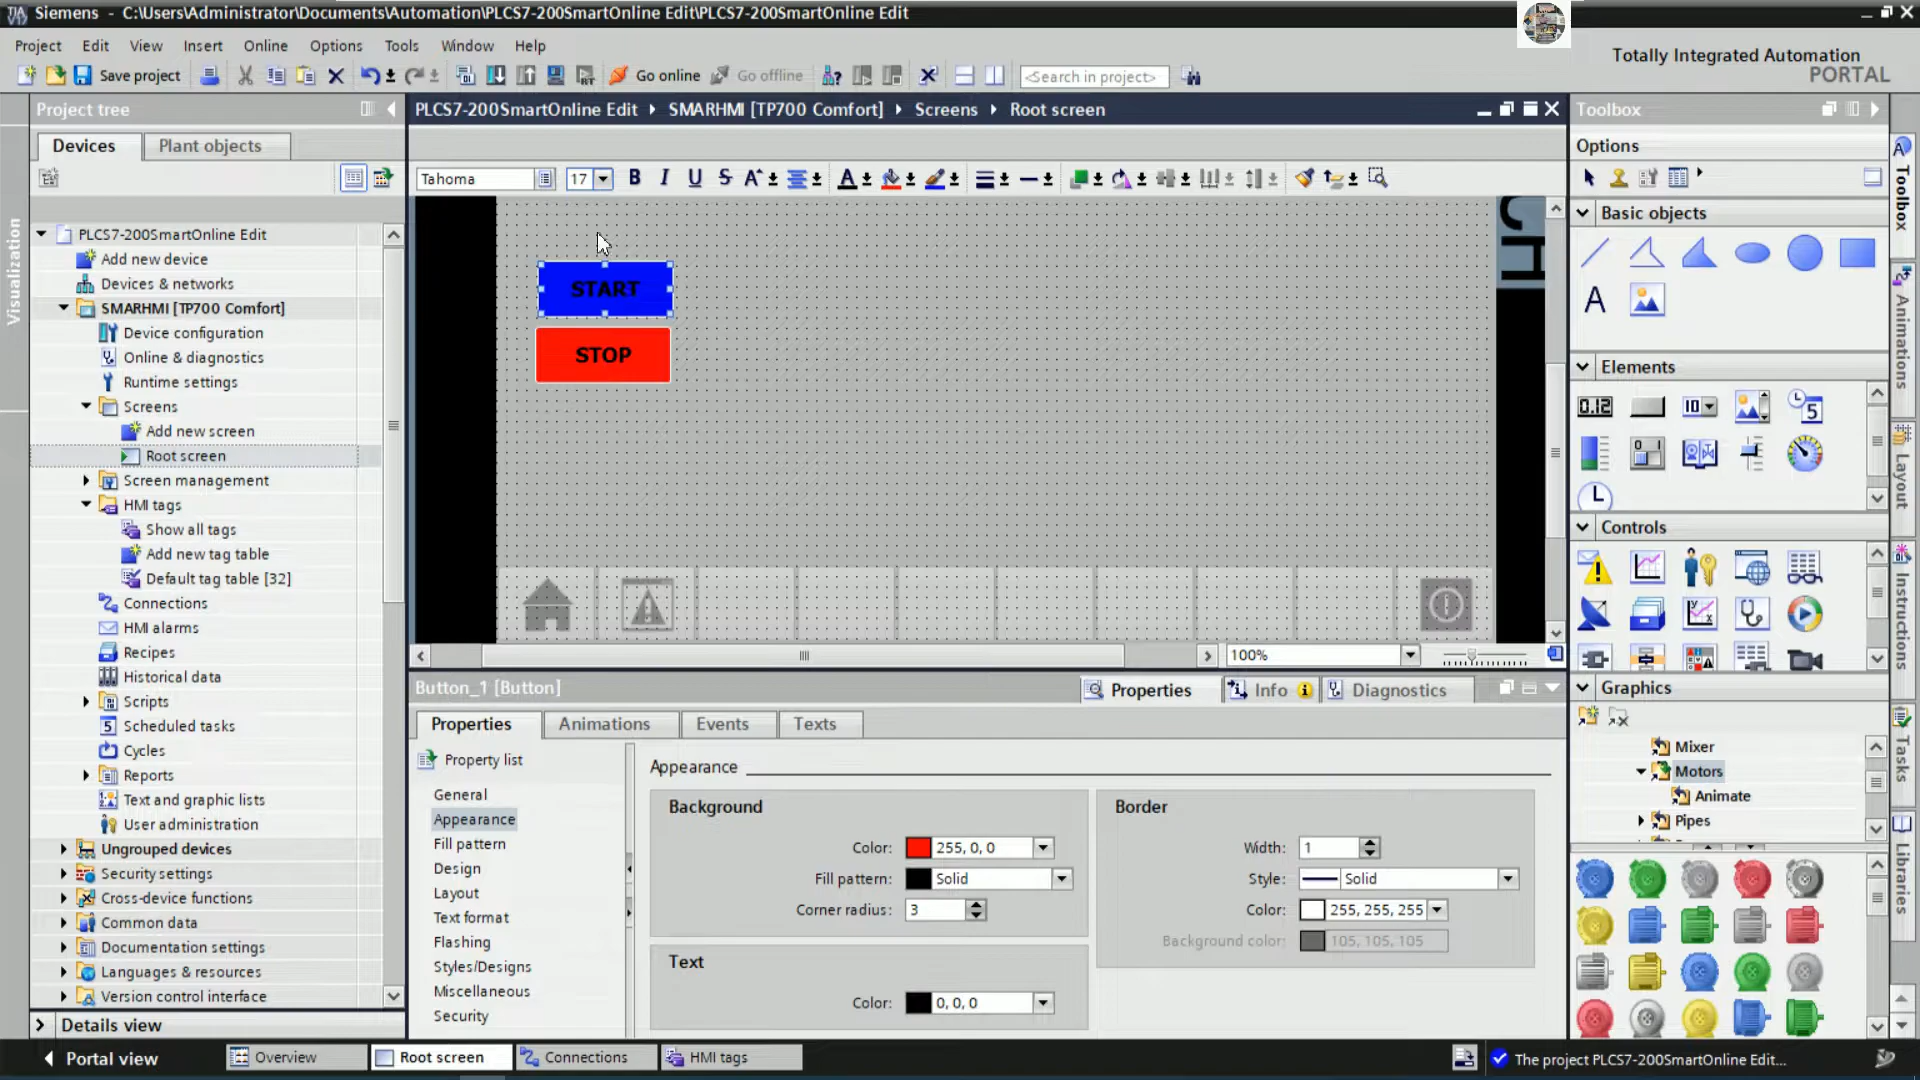 Siemens - C:\Users\Administrator\Documents\Automation\PLCS7-200SmartOnline Edit\PLCS7-200SmartOnline Edit
Project Edit View Insert Online Options Tools Window Help
Totally Integrated Automation
PORTAL
Save project
Go online
Go offline
<Search in project>
Project tree
PLCS7-200SmartOnline Edit
SMARHMI [TP700 Comfort]
Screens
Root screen
Toolbox
Devices
Plant objects
Options
Tahoma
17
B I U S A
Visualization
PLCS7-200SmartOnline Edit
Add new device
Devices & networks
SMARHMI [TP700 Comfort]
Device configuration
Online & diagnostics
Runtime settings
Screens
Add new screen
Root screen
Screen management
HMI tags
Show all tags
Add new tag table
Default tag table [32]
Connections
HMI alarms
Recipes
Historical data
Scripts
Scheduled tasks
Cycles
Reports
Text and graphic lists
User administration
Ungrouped devices
Security settings
Cross-device functions
Common data
Documentation settings
Languages & resources
Version control interface
Details view
START
STOP
CH
100%
Button_1 [Button]
Properties
Info
Diagnostics
Properties
Animations
Events
Texts
Property list
General
Appearance
Fill pattern
Design
Layout
Text format
Flashing
Styles/Designs
Miscellaneous
Security
Appearance
Background
Color: 255, 0, 0
Fill pattern: Solid
Corner radius: 3
Text
Color: 0, 0, 0
Border
Width: 1
Style: Solid
Color: 255, 255, 255
Background color: 105, 105, 105
Basic objects
A
Elements
0.12
10
5
Controls
Graphics
Mixer
Motors
Animate
Pipes
Toolbox
Animations
Layout
Instructions
Tasks
Libraries
Portal view
Overview
Root screen
Connections
HMI tags
The project PLCS7-200SmartOnline Edit...